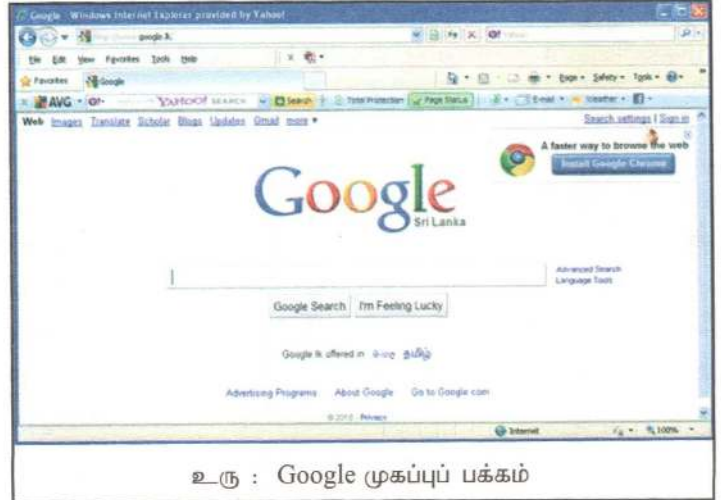 Google - Windows Internet Explorer provided by Yahoo!
google.lk
File Edit View Favorites Tools Help
Favorites Google
Page Safety Tools
AVG YAHOO! SEARCH Search Total Protection Page Status E-mail Weather
Web Images Translate Scholar Blogs Updates Gmail more Search settings | Sign in
A faster way to browse the web
Install Google Chrome
Google
Sri Lanka
Advanced Search
Language Tools
Google Search I'm Feeling Lucky
Google.lk offered in: සිංහල தமிழ்
Advertising Programs About Google Go to Google.com
© 2010 - Privacy
Internet 100%
உரு : Google முகப்புப் பக்கம்